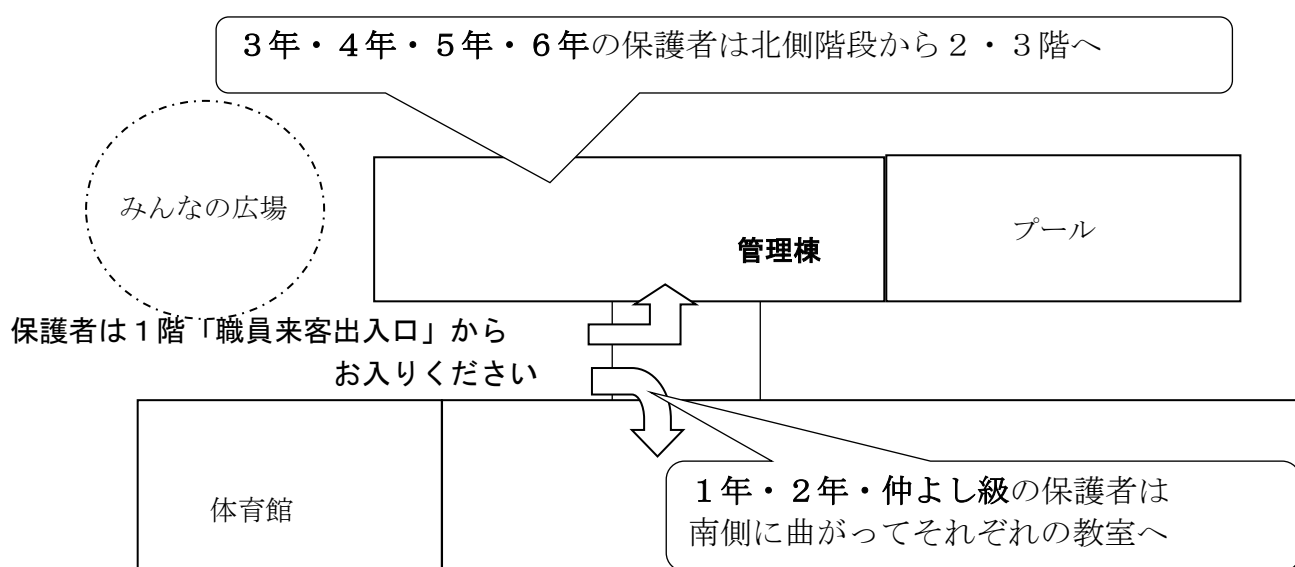 ３年・４年・５年・６年の保護者は北側階段から２・３階へ
みんなの広場
管理棟
プール
保護者は１階「職員来客出入口」から
お入りください
体育館
１年・２年・仲よし級の保護者は
南側に曲がってそれぞれの教室へ